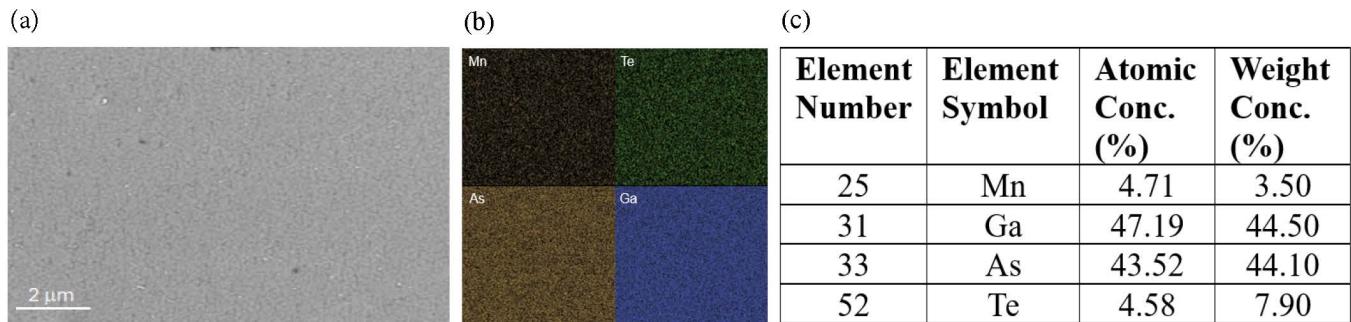 (a)
(b)
(c)
2 μm
Mn
Te
As
Ga
Element Number Element Symbol Atomic Conc. (%) Weight Conc. (%)
25 Mn 4.71 3.50
31 Ga 47.19 44.50
33 As 43.52 44.10
52 Te 4.58 7.90